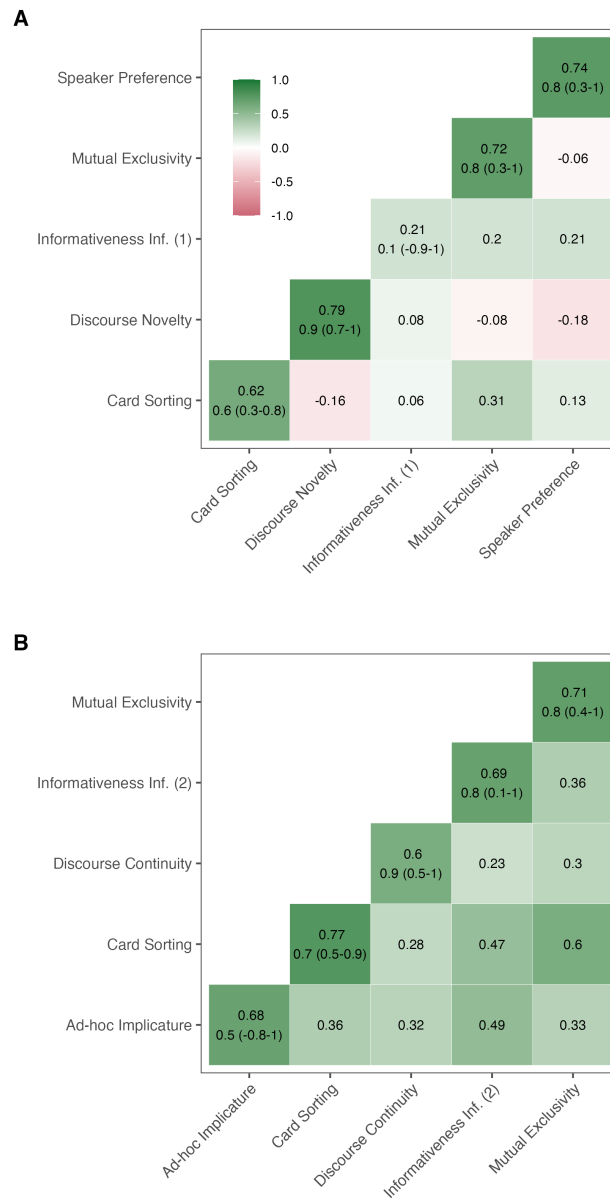 A
Speaker Preference
0.74
0.8 (0.3-1)
1.0
0.5
0.0
-0.5
-1.0
Mutual Exclusivity
0.72
0.8 (0.3-1)
-0.06
Informativeness Inf. (1)
0.21
0.1 (-0.9-1)
0.2
0.21
Discourse Novelty
0.79
0.9 (0.7-1)
0.08
-0.08
-0.18
Card Sorting
0.62
0.6 (0.3-0.8)
-0.16
0.06
0.31
0.13
Card Sorting
Discourse Novelty
Informativeness Inf. (1)
Mutual Exclusivity
Speaker Preference
B
Mutual Exclusivity
0.71
0.8 (0.4-1)
Informativeness Inf. (2)
0.69
0.8 (0.1-1)
0.36
Discourse Continuity
0.6
0.9 (0.5-1)
0.23
0.3
Card Sorting
0.77
0.7 (0.5-0.9)
0.28
0.47
0.6
Ad-hoc Implicature
0.68
0.5 (-0.8-1)
0.36
0.32
0.49
0.33
Ad-hoc Implicature
Card Sorting
Discourse Continuity
Informativeness Inf. (2)
Mutual Exclusivity